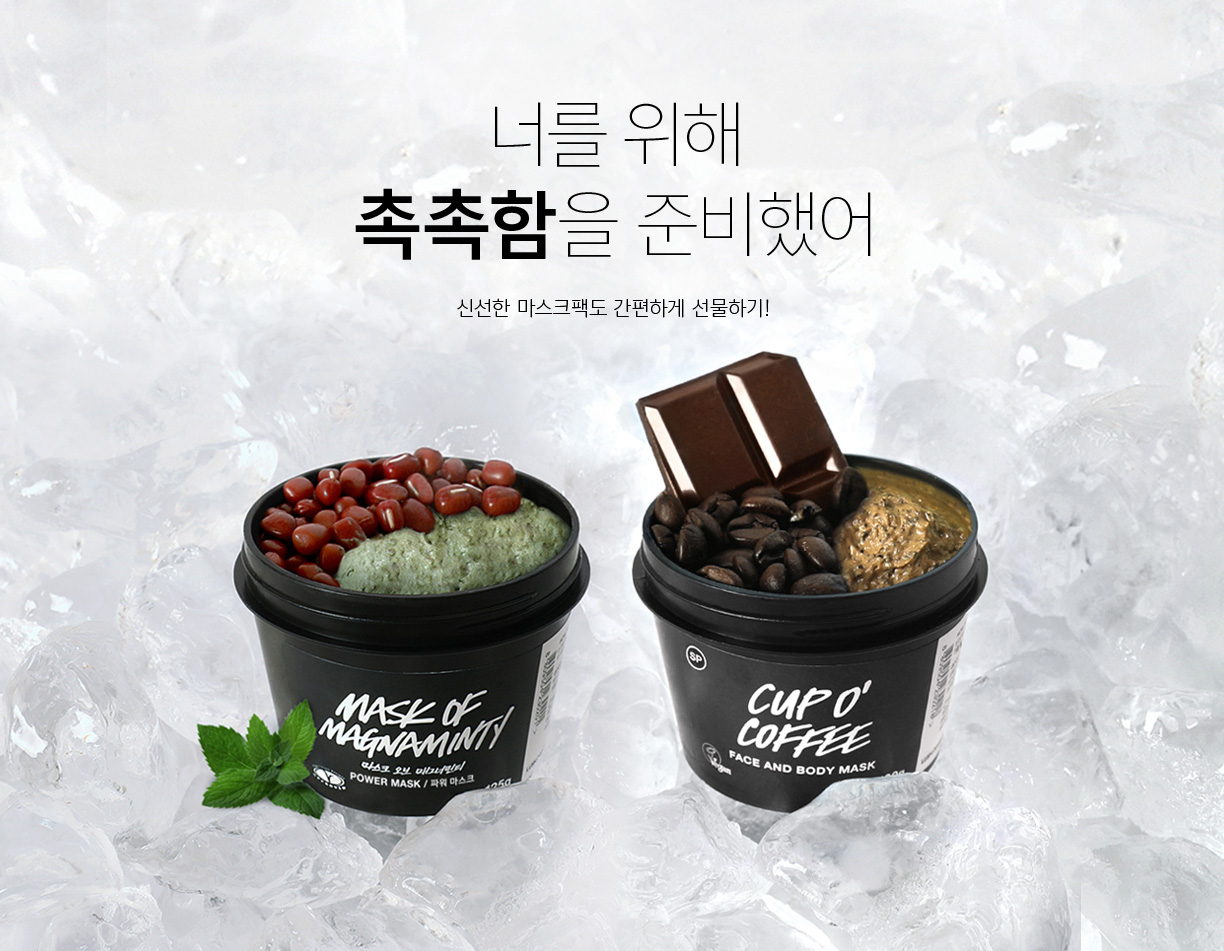 너를 위해
촉촉함을 준비했어
신선한 마스크팩도 간편하게 선물하기!
MASK OF
MAGNAMINTY
마스크 오브 매그너민티
POWER MASK / 파워 마스크
SP
CUP O'
COFFEE
Vegan
FACE AND BODY MASK